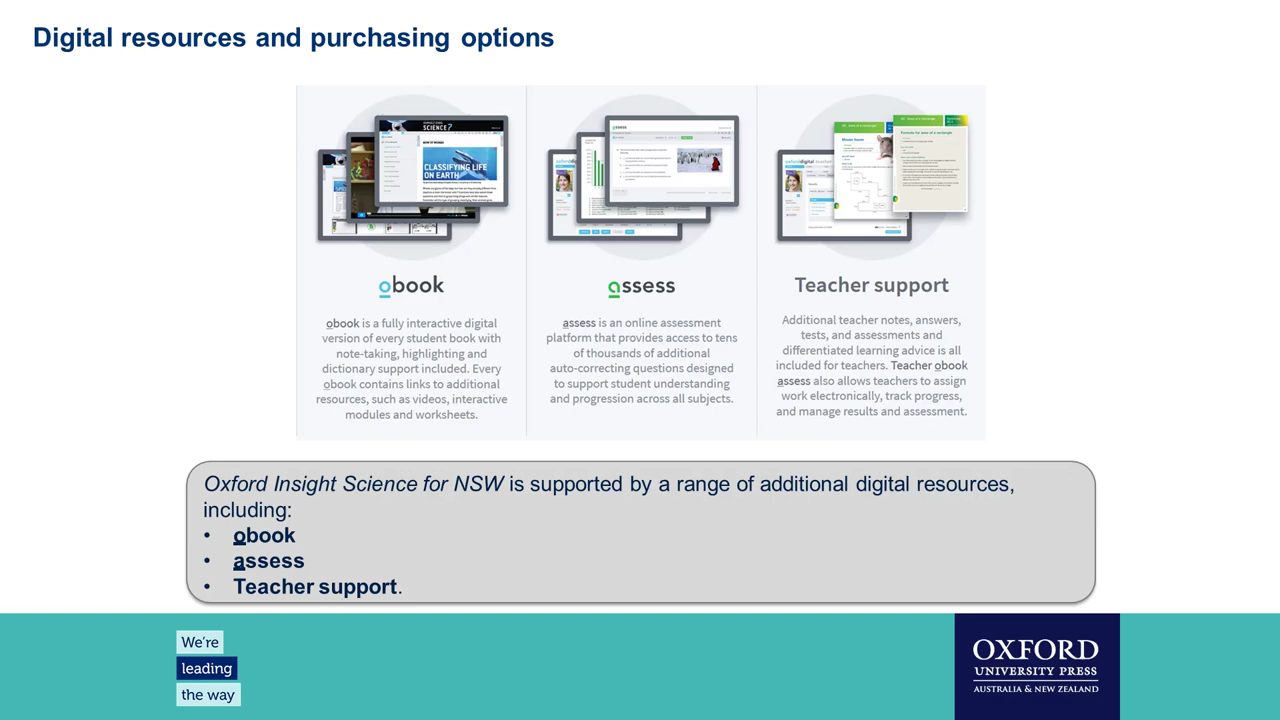 Digital resources and purchasing options
SCIENCE 7
CLASSIFYING LIFE
ON EARTH
assess
obook
assess
Teacher support
obook is a fully interactive digital
version of every student book with
note-taking, highlighting and
dictionary support included. Every
obook contains links to additional
resources, such as videos, interactive
modules and worksheets.
assess is an online assessment
platform that provides access to tens
of thousands of additional
auto-correcting questions designed
to support student understanding
and progression across all subjects.
Additional teacher notes, answers,
tests, and assessments and
differentiated learning advice is all
included for teachers. Teacher obook
assess also allows teachers to assign
work electronically, track progress,
and manage results and assessment.
Oxford Insight Science for NSW is supported by a range of additional digital resources,
including:
• obook
• assess
• Teacher support.
We're
leading
the way
OXFORD
UNIVERSITY PRESS
AUSTRALIA & NEW ZEALAND